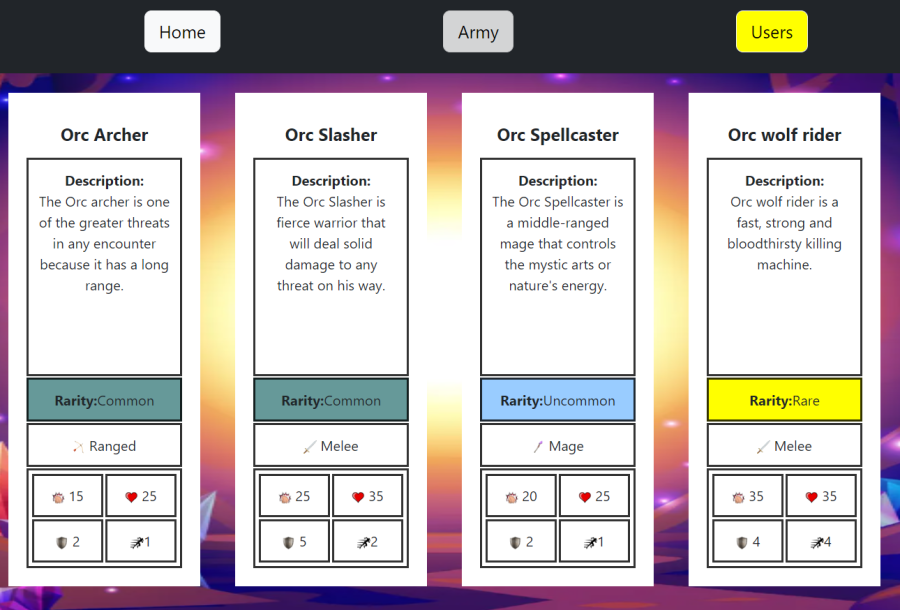 Home
Army
Users
Orc Archer
Description:
The Orc archer is one
of the greater threats
in any encounter
because it has a long
range.
Rarity:Common
Ranged
15
25
2
1
Orc Slasher
Description:
The Orc Slasher is
fierce warrior that
will deal solid
damage to any
threat on his way.
Rarity:Common
Melee
25
35
5
2
Orc Spellcaster
Description:
The Orc Spellcaster is
a middle-ranged
mage that controls
the mystic arts or
nature's energy.
Rarity:Uncommon
Mage
20
25
2
1
Orc wolf rider
Description:
Orc wolf rider is a
fast, strong and
bloodthirsty killing
machine.
Rarity:Rare
Melee
35
35
4
4